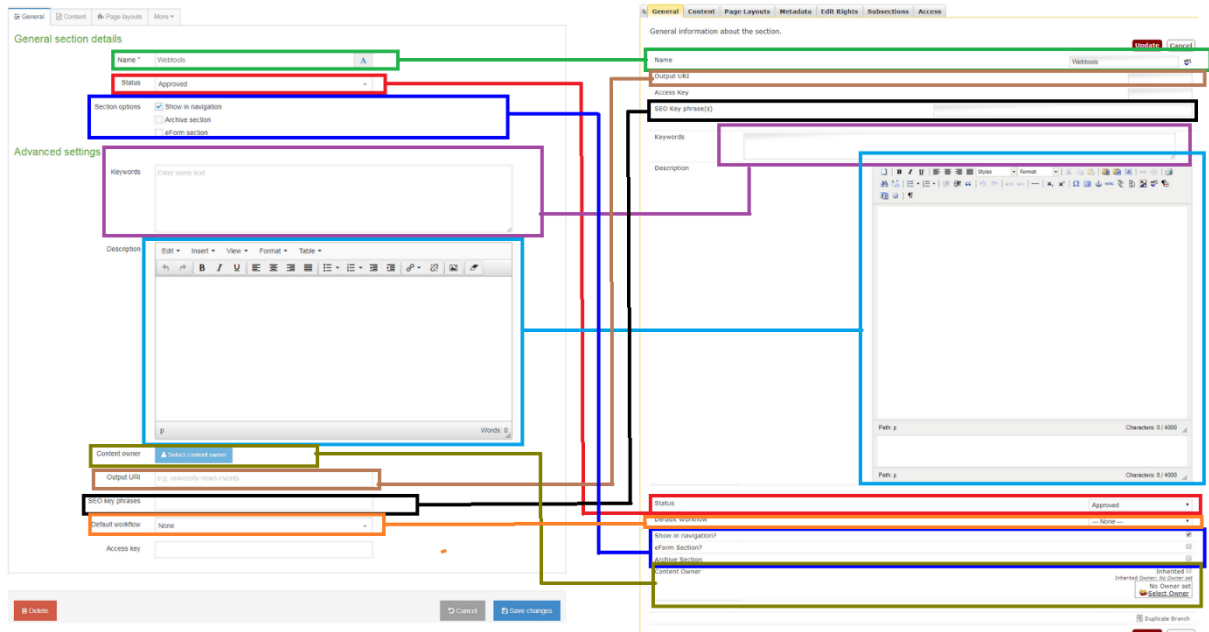 General Content Page layouts More
General section details
Name * Webtools A
Status Approved
Section options Show in navigation
Archive section
eForm section
Advanced settings
Keywords Enter some text
Description Edit Insert View Format Table
B I U
p Words: 0
Content owner Select content owner
Output URI e.g. university-news-events
SEO key phrases
Default workflow None
Access key
Delete Cancel Save changes
General Content Page Layouts Metadata Edit Rights Subsections Access
General information about the section.
Update Cancel
Name Webtools
Output URI
Access Key
SEO Key phrase(s)
Keywords
Description
B I U Styles Format
Path: p Characters: 0 / 4000
Path: p Characters: 0 / 4000
Status Approved
Default Workflow --- None ---
Show in navigation?
eForm Section?
Archive Section
Content Owner Inherited
Inherited Owner: No Owner set
No Owner set
Select Owner
Duplicate Branch